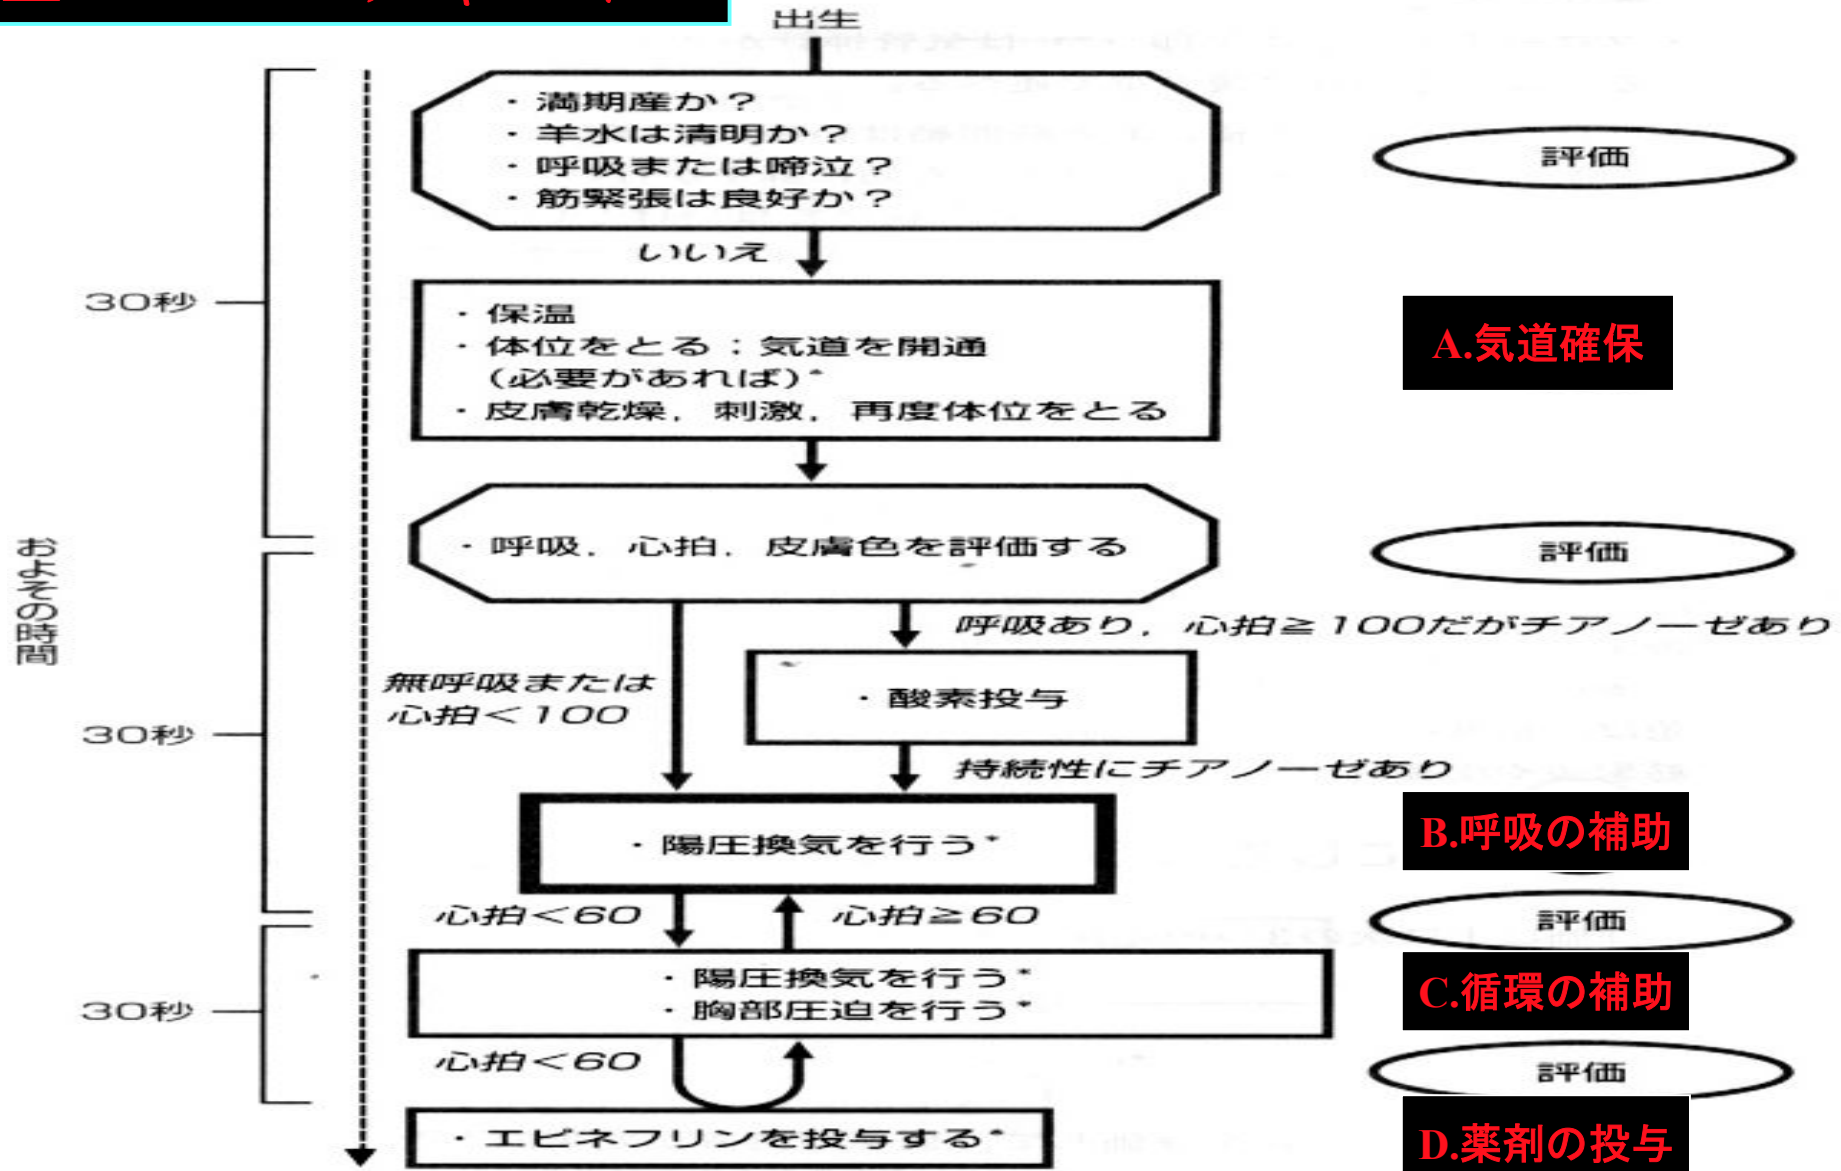 出生
・満期産か？
・羊水は清明か？
・呼吸または啼泣？
・筋緊張は良好か？
評価
いいえ
30秒
・保温
・体位をとる：気道を開通
（必要があれば）*
・皮膚乾燥，刺激，再度体位をとる
A.気道確保
およその時間
・呼吸，心拍，皮膚色を評価する
評価
呼吸あり，心拍≧100だがチアノーゼあり
無呼吸または
心拍＜100
・酸素投与
30秒
持続性にチアノーゼあり
・陽圧換気を行う*
B.呼吸の補助
心拍＜60
心拍≧60
評価
・陽圧換気を行う*
・胸部圧迫を行う*
C.循環の補助
30秒
心拍＜60
評価
・エピネフリンを投与する*
D.薬剤の投与